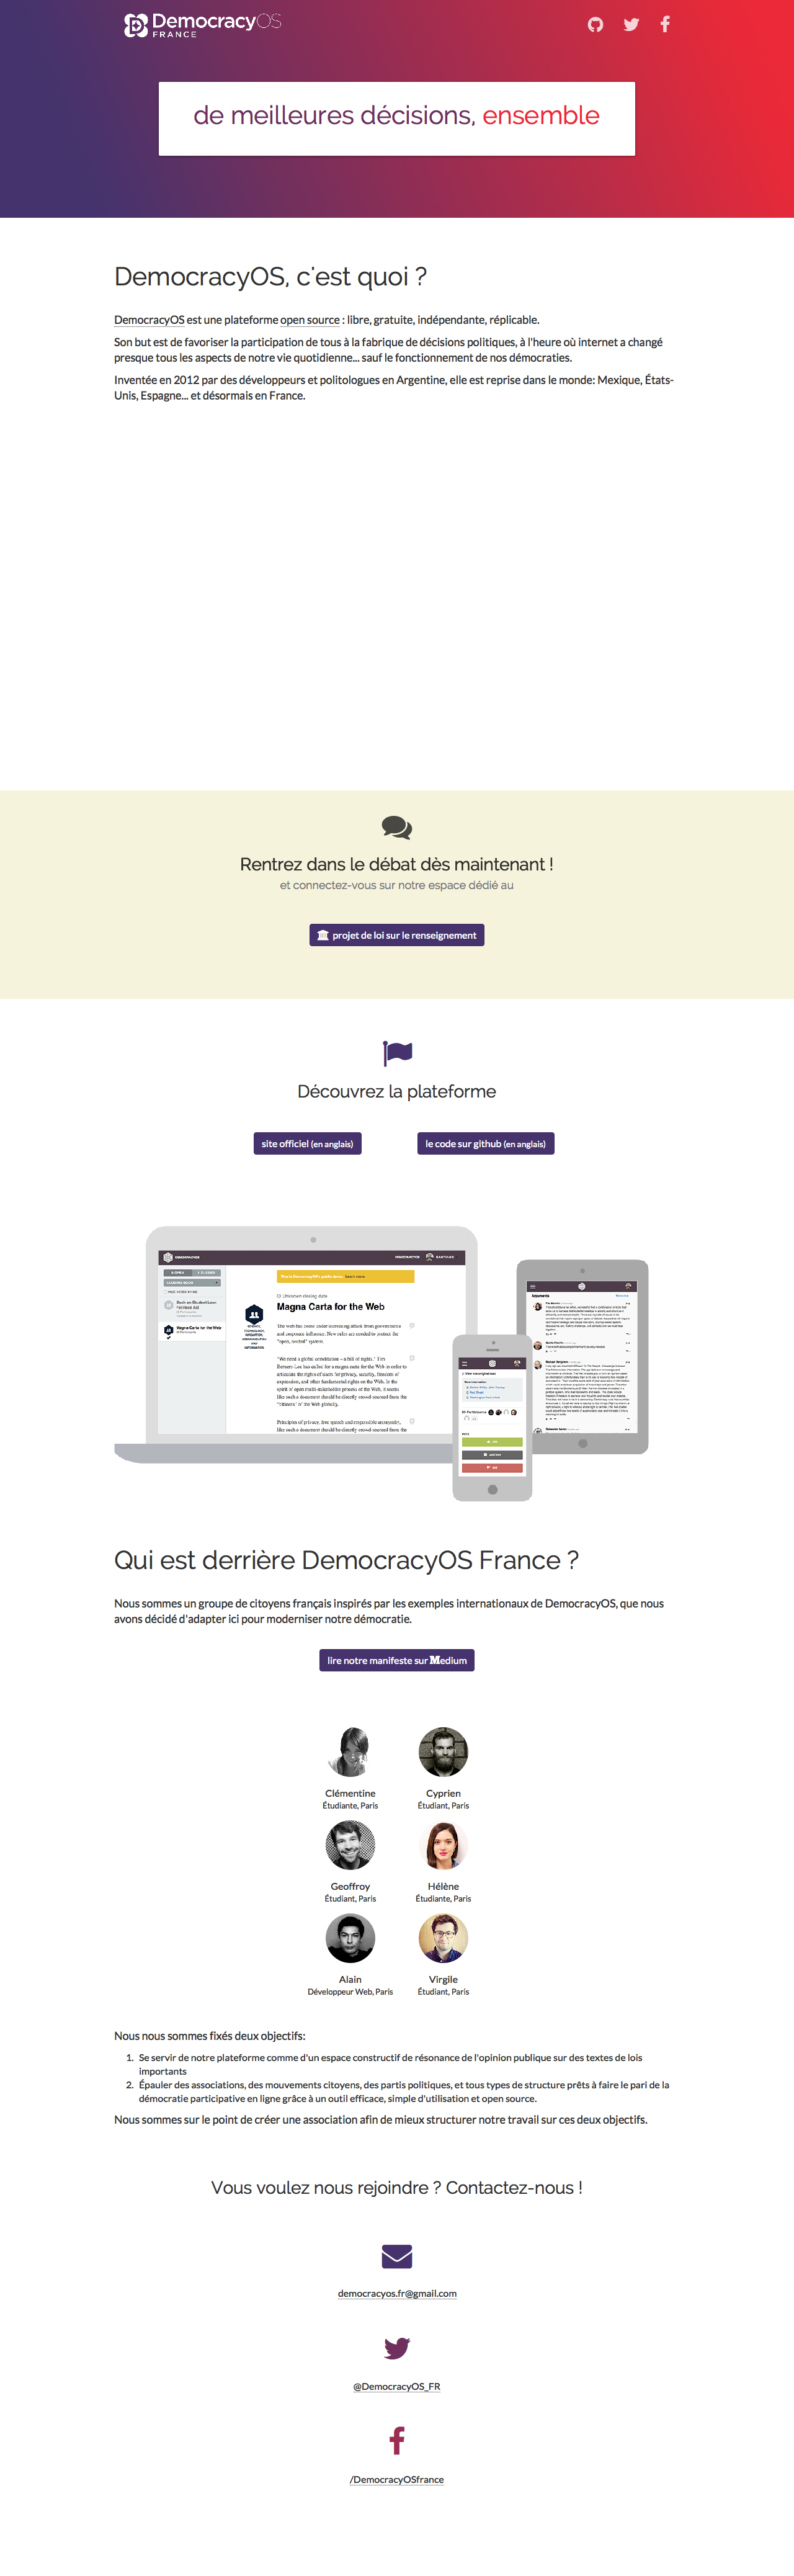 DemocracyOS
FRANCE
de meilleures décisions, ensemble
DemocracyOS, c'est quoi ?
DemocracyOS est une plateforme open source : libre, gratuite, indépendante, réplicable.
Son but est de favoriser la participation de tous à la fabrique de décisions politiques, à l'heure où internet a changé
presque tous les aspects de notre vie quotidienne... sauf le fonctionnement de nos démocraties.
Inventée en 2012 par des développeurs et politologues en Argentine, elle est reprise dans le monde: Mexique, États-
Unis, Espagne... et désormais en France.
Rentrez dans le débat dès maintenant !
et connectez-vous sur notre espace dédié au
projet de loi sur le renseignement
Découvrez la plateforme
site officiel (en anglais)
le code sur github (en anglais)
Magna Carta for the Web
Qui est derrière DemocracyOS France ?
Nous sommes un groupe de citoyens français inspirés par les exemples internationaux de DemocracyOS, que nous
avons décidé d'adapter ici pour moderniser notre démocratie.
lire notre manifeste sur Medium
Clémentine
Étudiante, Paris
Cyprien
Étudiant, Paris
Geoffroy
Étudiant, Paris
Hélène
Étudiante, Paris
Alain
Développeur Web, Paris
Virgile
Étudiant, Paris
Nous nous sommes fixés deux objectifs:
1. Se servir de notre plateforme comme d'un espace constructif de résonance de l'opinion publique sur des textes de lois
importants
2. Épauler des associations, des mouvements citoyens, des partis politiques, et tous types de structure prêts à faire le pari de la
démocratie participative en ligne grâce à un outil efficace, simple d'utilisation et open source.
Nous sommes sur le point de créer une association afin de mieux structurer notre travail sur ces deux objectifs.
Vous voulez nous rejoindre ? Contactez-nous !
democracyos.fr@gmail.com
@DemocracyOS_FR
/DemocracyOSfrance